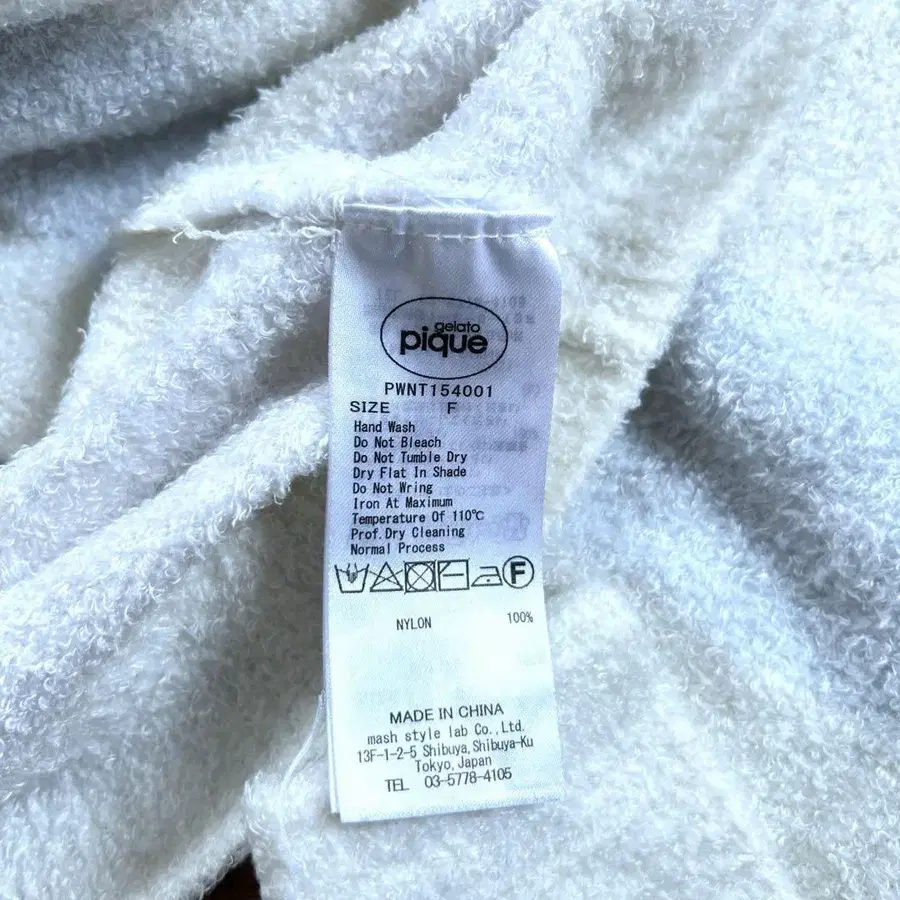 gelato
pique
PWNT154001
SIZE F
Hand Wash
Do Not Bleach
Do Not Tumble Dry
Dry Flat In Shade
Do Not Wring
Iron At Maximum
Temperature Of 110℃
Prof.Dry Cleaning
Normal Process
F
NYLON 100%
MADE IN CHINA
mash style lab Co.,Ltd.
13F-1-2-5 Shibuya,Shibuya-Ku
Tokyo,Japan
TEL 03-5778-4105